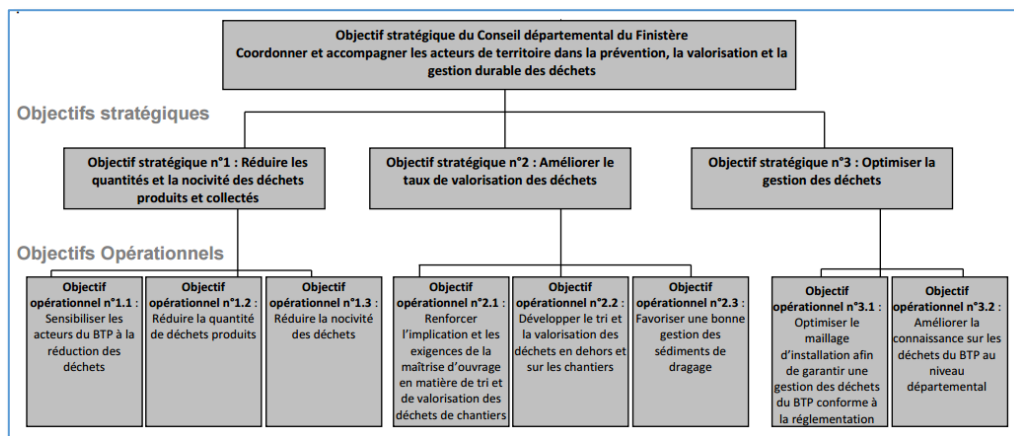 Objectif stratégique du Conseil départemental du Finistère
Coordonner et accompagner les acteurs de territoire dans la prévention, la valorisation et la
gestion durable des déchets
Objectifs stratégiques
Objectif stratégique n°1 : Réduire les
quantités et la nocivité des déchets
produits et collectés
Objectif stratégique n°2 : Améliorer le
taux de valorisation des déchets
Objectif stratégique n°3 : Optimiser la
gestion des déchets
Objectifs Opérationnels
Objectif
opérationnel n°1.1 :
Sensibiliser les
acteurs du BTP à la
réduction des
déchets
Objectif
opérationnel n°1.2 :
Réduire la quantité
de déchets produits
Objectif
opérationnel n°1.3 :
Réduire la nocivité
des déchets
Objectif
opérationnel n°2.1 :
Renforcer
l'implication et les
exigences de la
maîtrise d'ouvrage
en matière de tri et
de valorisation des
déchets de chantiers
Objectif
opérationnel n°2.2 :
Développer le tri et
la valorisation des
déchets en dehors et
sur les chantiers
Objectif
opérationnel n°2.3 :
Favoriser une bonne
gestion des
sédiments de
dragage
Objectif
opérationnel n°3.1 :
Optimiser le
maillage
d'installation afin
de garantir une
gestion des déchets
du BTP conforme à
la réglementation
Objectif
opérationnel n°3.2 :
Améliorer la
connaissance sur les
déchets du BTP au
niveau
départemental